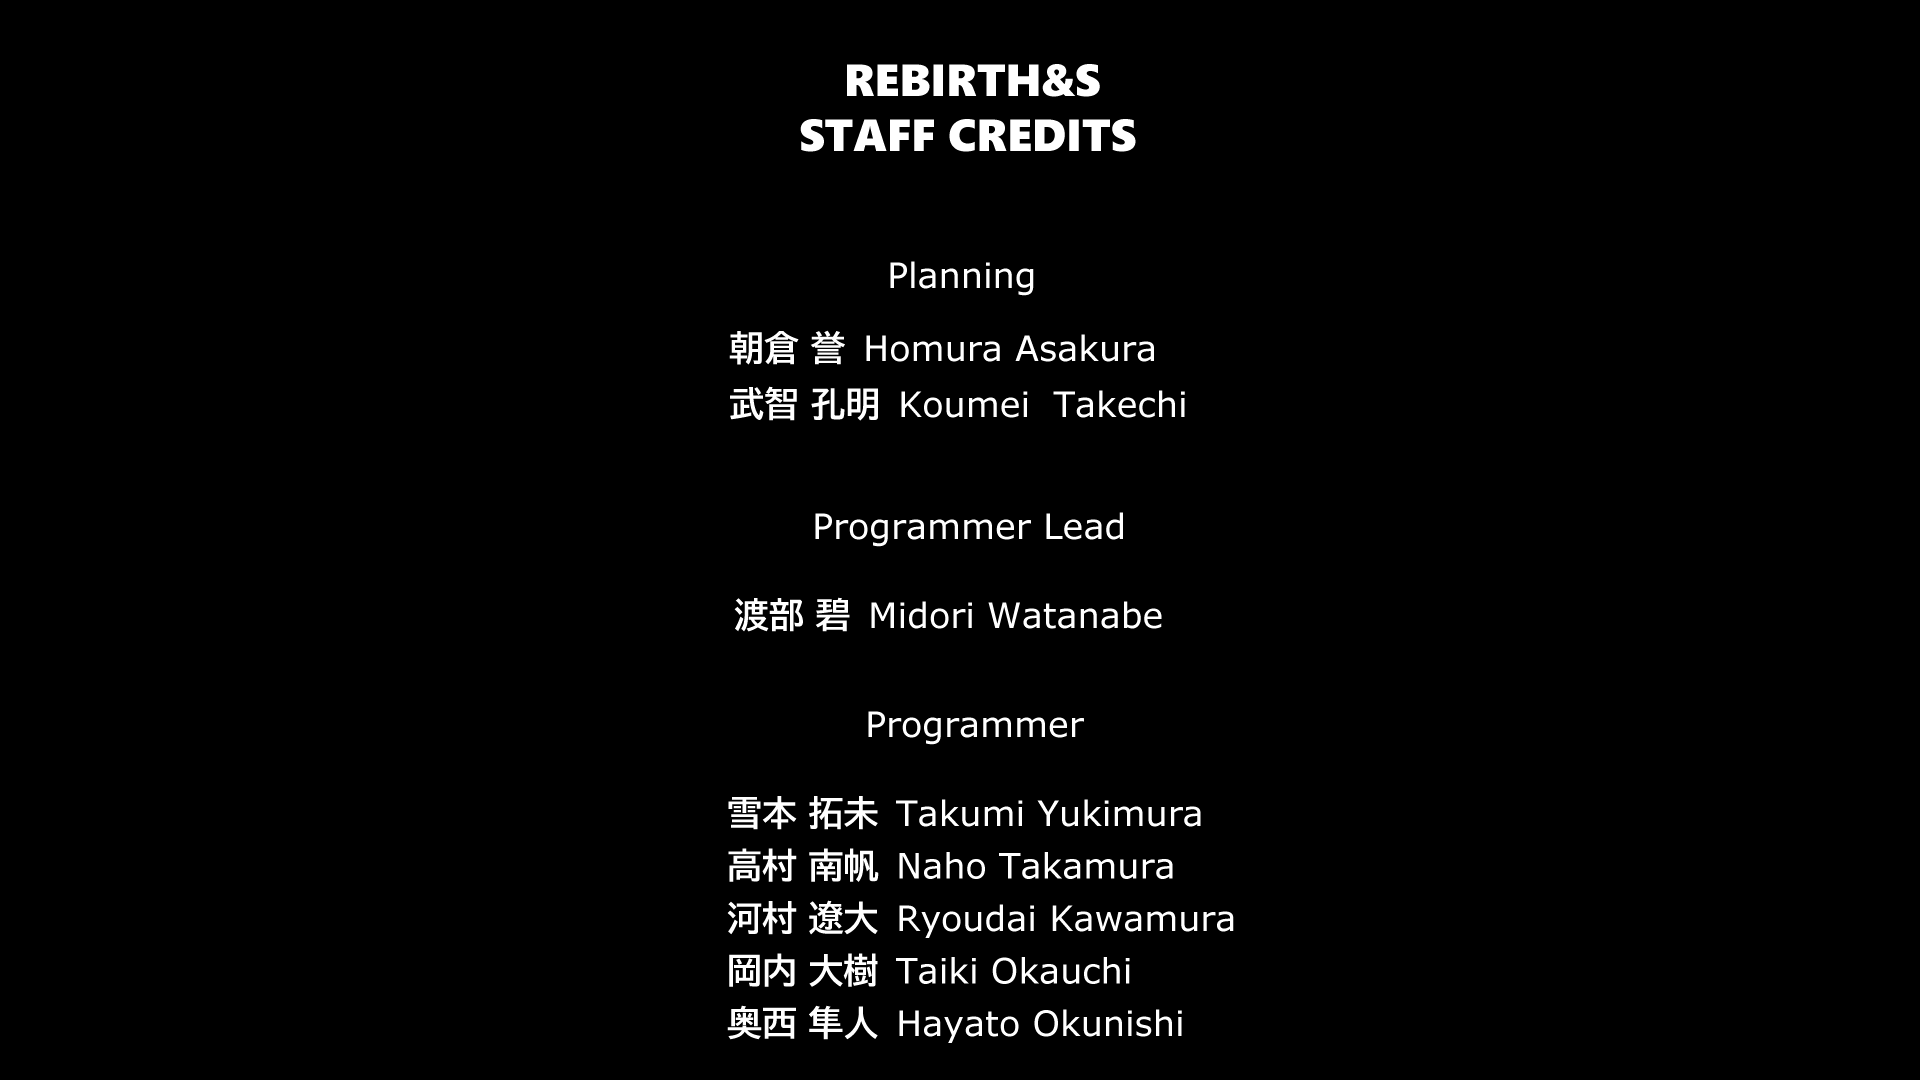 REBIRTH&S
STAFF CREDITS
Planning
朝倉 誉 Homura Asakura
武智 孔明 Koumei  Takechi
Programmer Lead
渡部 碧 Midori Watanabe
Programmer
雪本 拓未 Takumi Yukimura
高村 南帆 Naho Takamura
河村 遼大 Ryoudai Kawamura
岡内 大樹 Taiki Okauchi
奥西 隼人 Hayato Okunishi